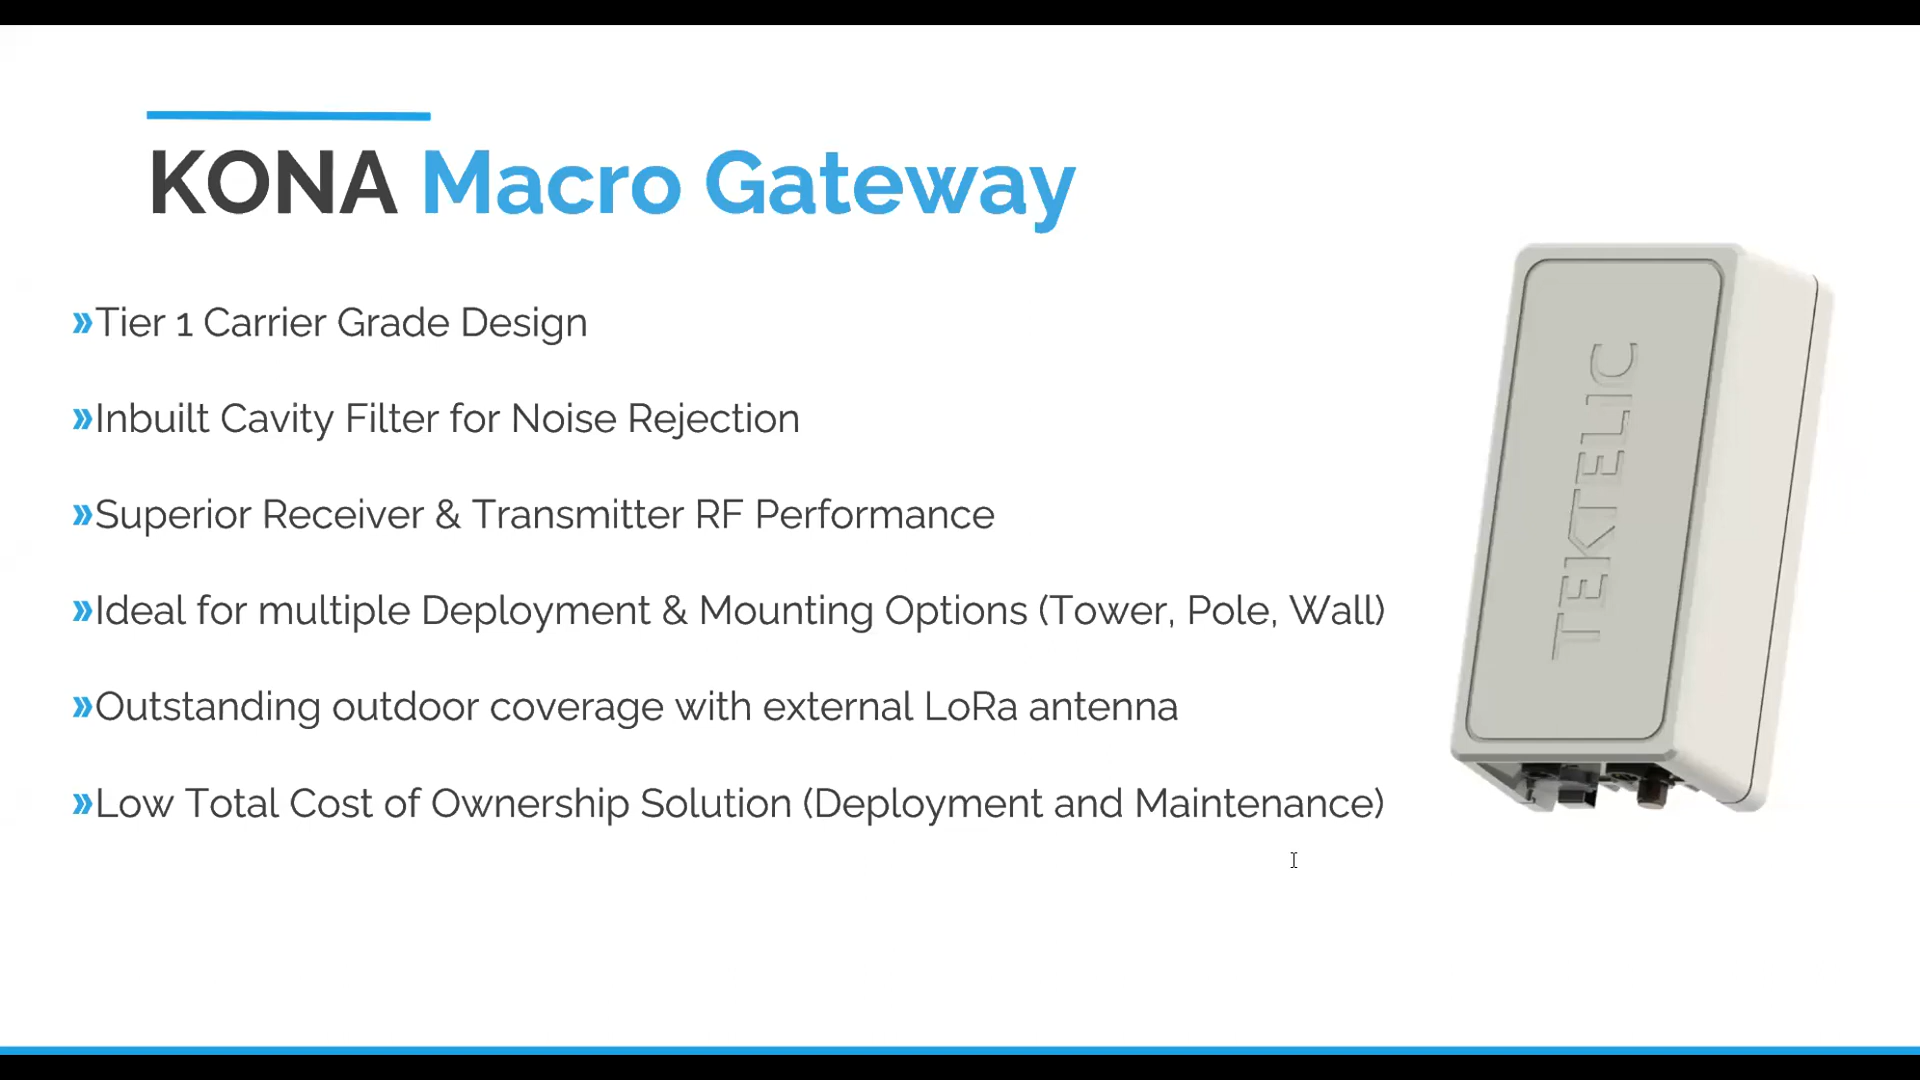 KONA Macro Gateway
»Tier 1 Carrier Grade Design
»Inbuilt Cavity Filter for Noise Rejection
»Superior Receiver & Transmitter RF Performance
»Ideal for multiple Deployment & Mounting Options (Tower, Pole, Wall)
»Outstanding outdoor coverage with external LoRa antenna
»Low Total Cost of Ownership Solution (Deployment and Maintenance)
TEKTELIC